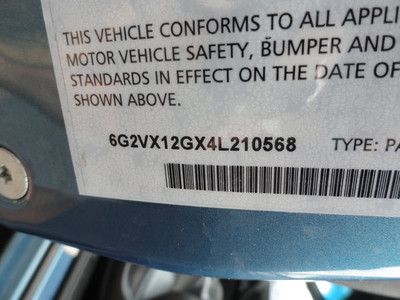 THIS VEHICLE CONFORMS TO ALL APPLI
MOTOR VEHICLE SAFETY, BUMPER AND
STANDARDS IN EFFECT ON THE DATE OF
SHOWN ABOVE.
6G2VX12GX4L210568 TYPE: PA